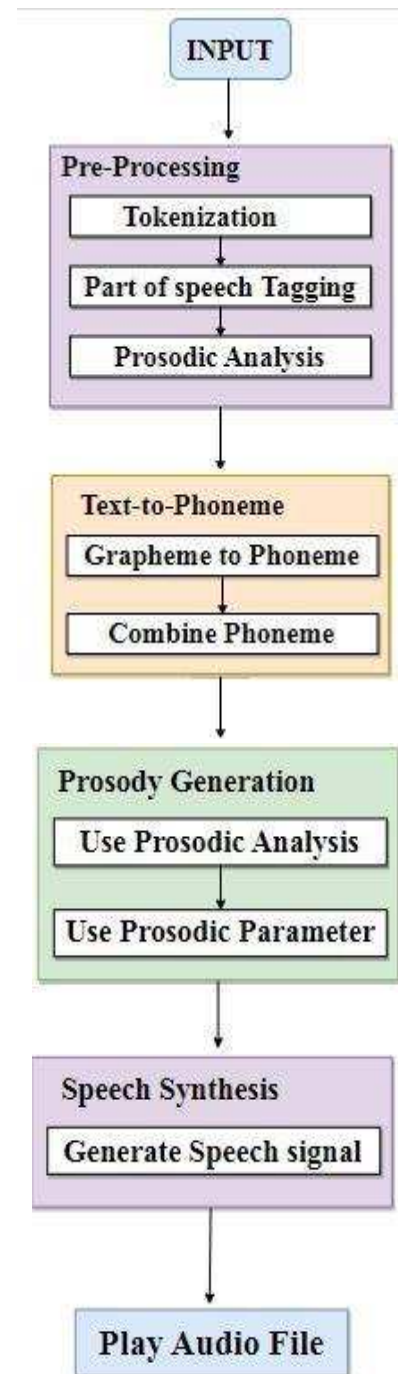 INPUT
Pre-Processing
Tokenization
Part of speech Tagging
Prosodic Analysis
Text-to-Phoneme
Grapheme to Phoneme
Combine Phoneme
Prosody Generation
Use Prosodic Analysis
Use Prosodic Parameter
Speech Synthesis
Generate Speech signal
Play Audio File